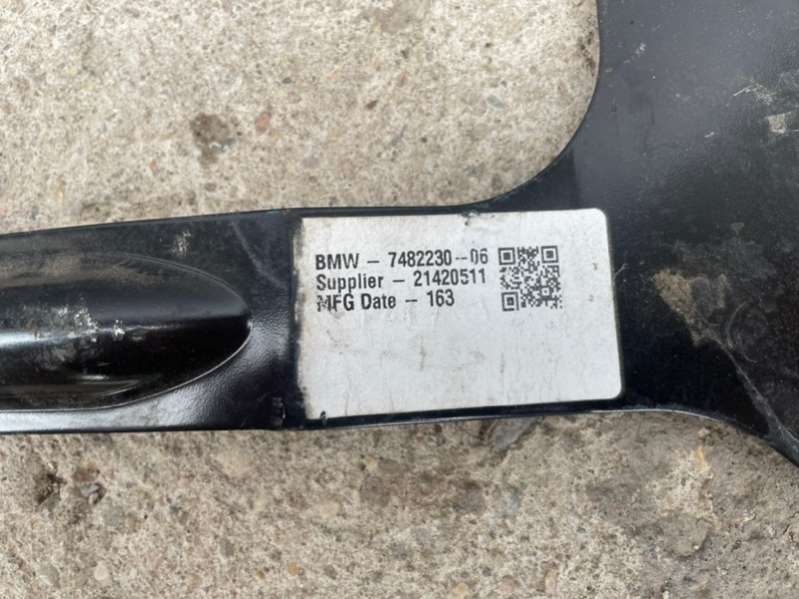 BMW – 7482230–06
Supplier – 21420511
MFG Date – 163